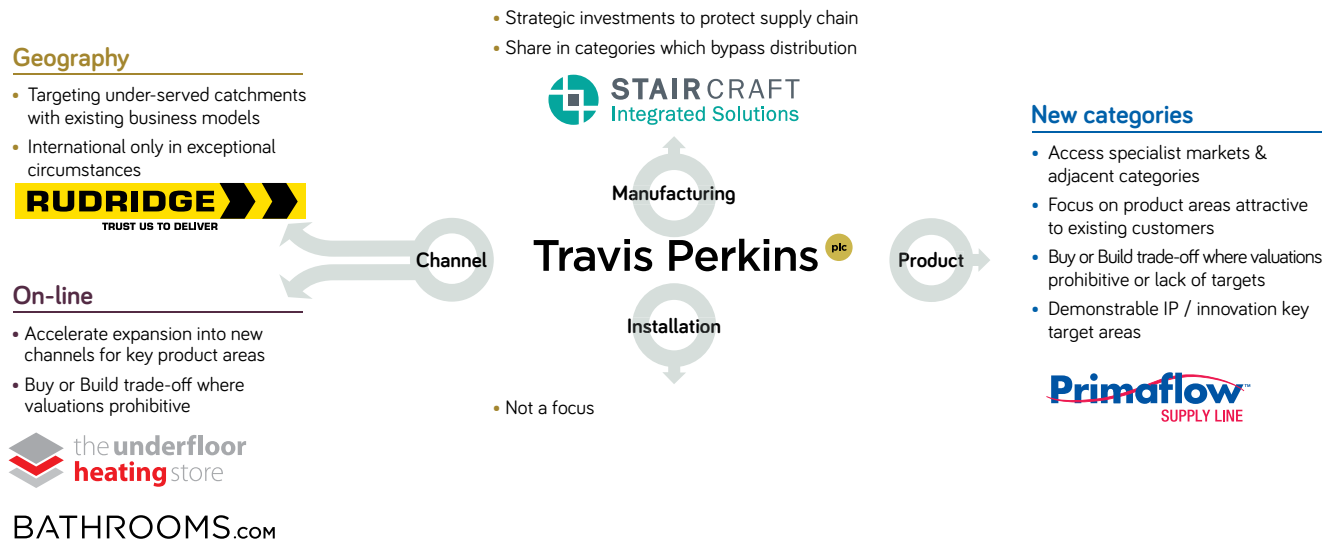 • Strategic investments to protect supply chain
• Share in categories which bypass distribution
STAIRCRAFT
Integrated Solutions
Geography
• Targeting under-served catchments
with existing business models
• International only in exceptional
circumstances
RUDRIDGE
TRUST US TO DELIVER
On-line
• Accelerate expansion into new
channels for key product areas
• Buy or Build trade-off where
valuations prohibitive
the underfloor
heating store
BATHROOMS.COM
Manufacturing
Channel
Travis Perkins plc
Product
Installation
• Not a focus
New categories
• Access specialist markets &
adjacent categories
• Focus on product areas attractive
to existing customers
• Buy or Build trade-off where valuations
prohibitive or lack of targets
• Demonstrable IP / innovation key
target areas
Primaflow™
SUPPLY LINE